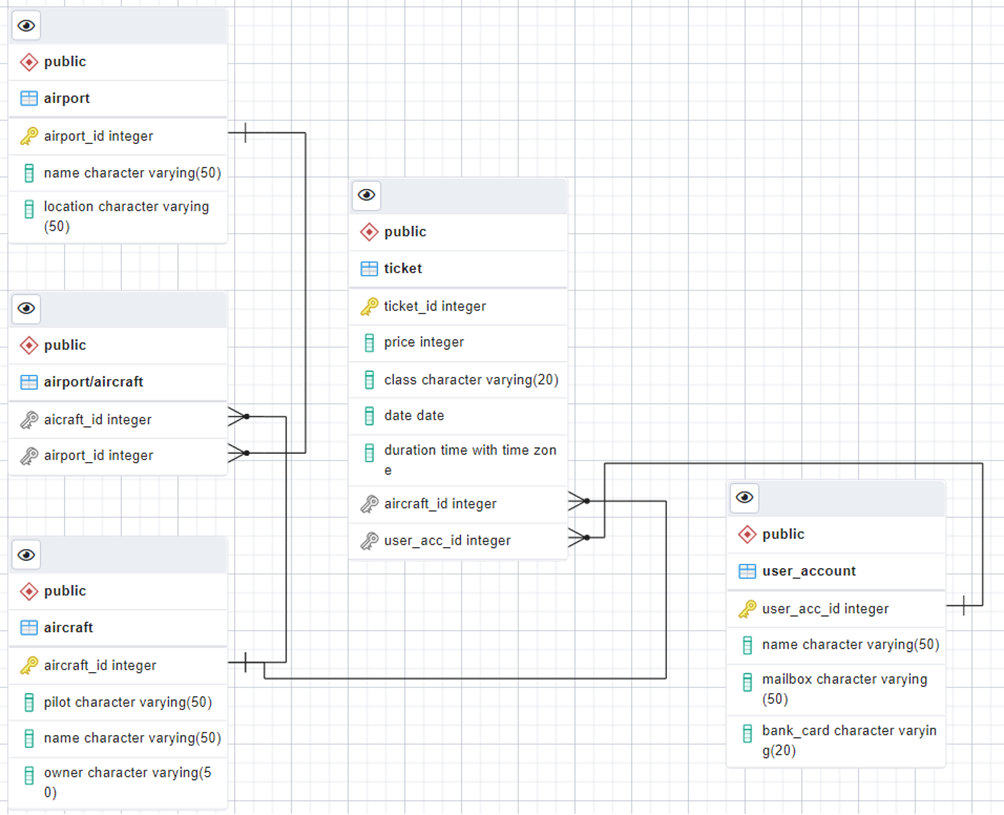 public
airport
airport_id integer
name character varying(50)
location character varying
(50)
public
airport/aircraft
aicraft_id integer
airport_id integer
public
aircraft
aircraft_id integer
pilot character varying(50)
name character varying(50)
owner character varying(5
0)
public
ticket
ticket_id integer
price integer
class character varying(20)
date date
duration time with time zon
e
aircraft_id integer
user_acc_id integer
public
user_account
user_acc_id integer
name character varying(50)
mailbox character varying
(50)
bank_card character varyin
g(20)